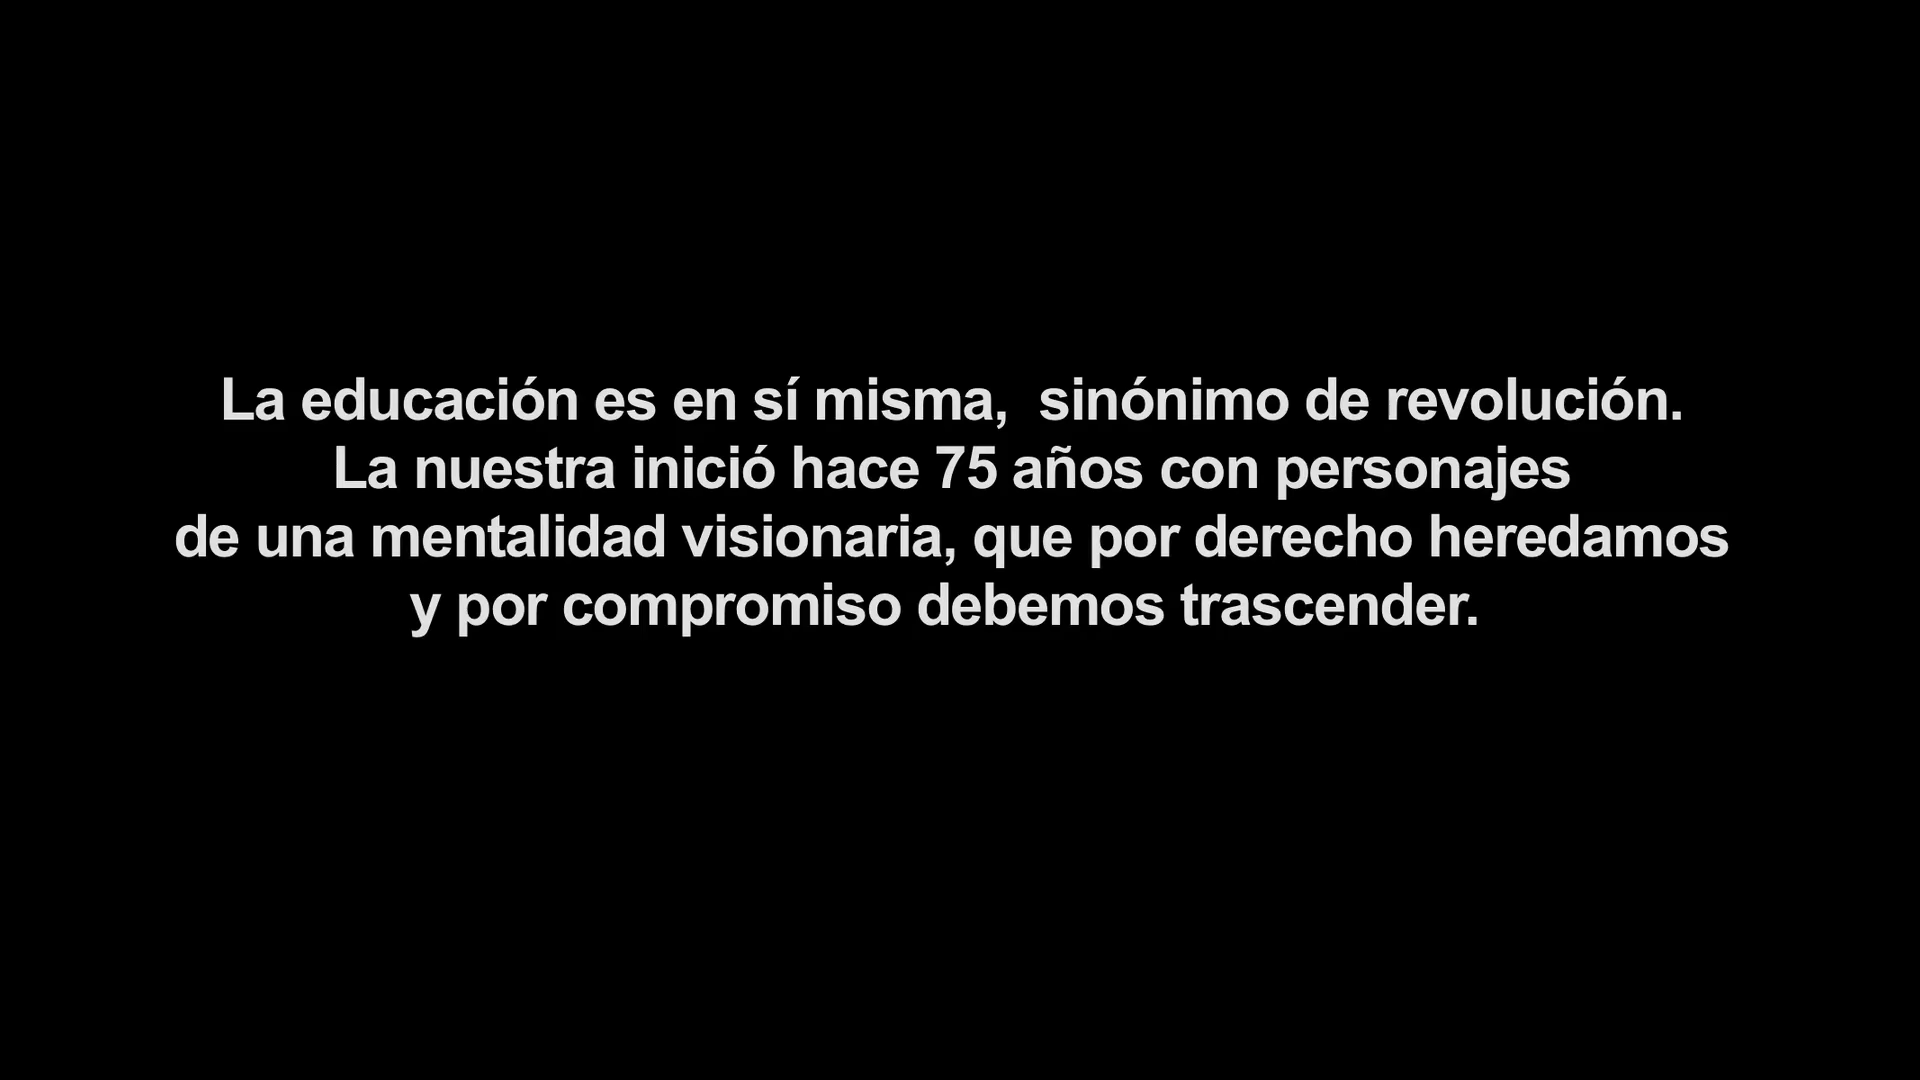 La educación es en sí misma,  sinónimo de revolución.
La nuestra inició hace 75 años con personajes
de una mentalidad visionaria, que por derecho heredamos
y por compromiso debemos trascender.